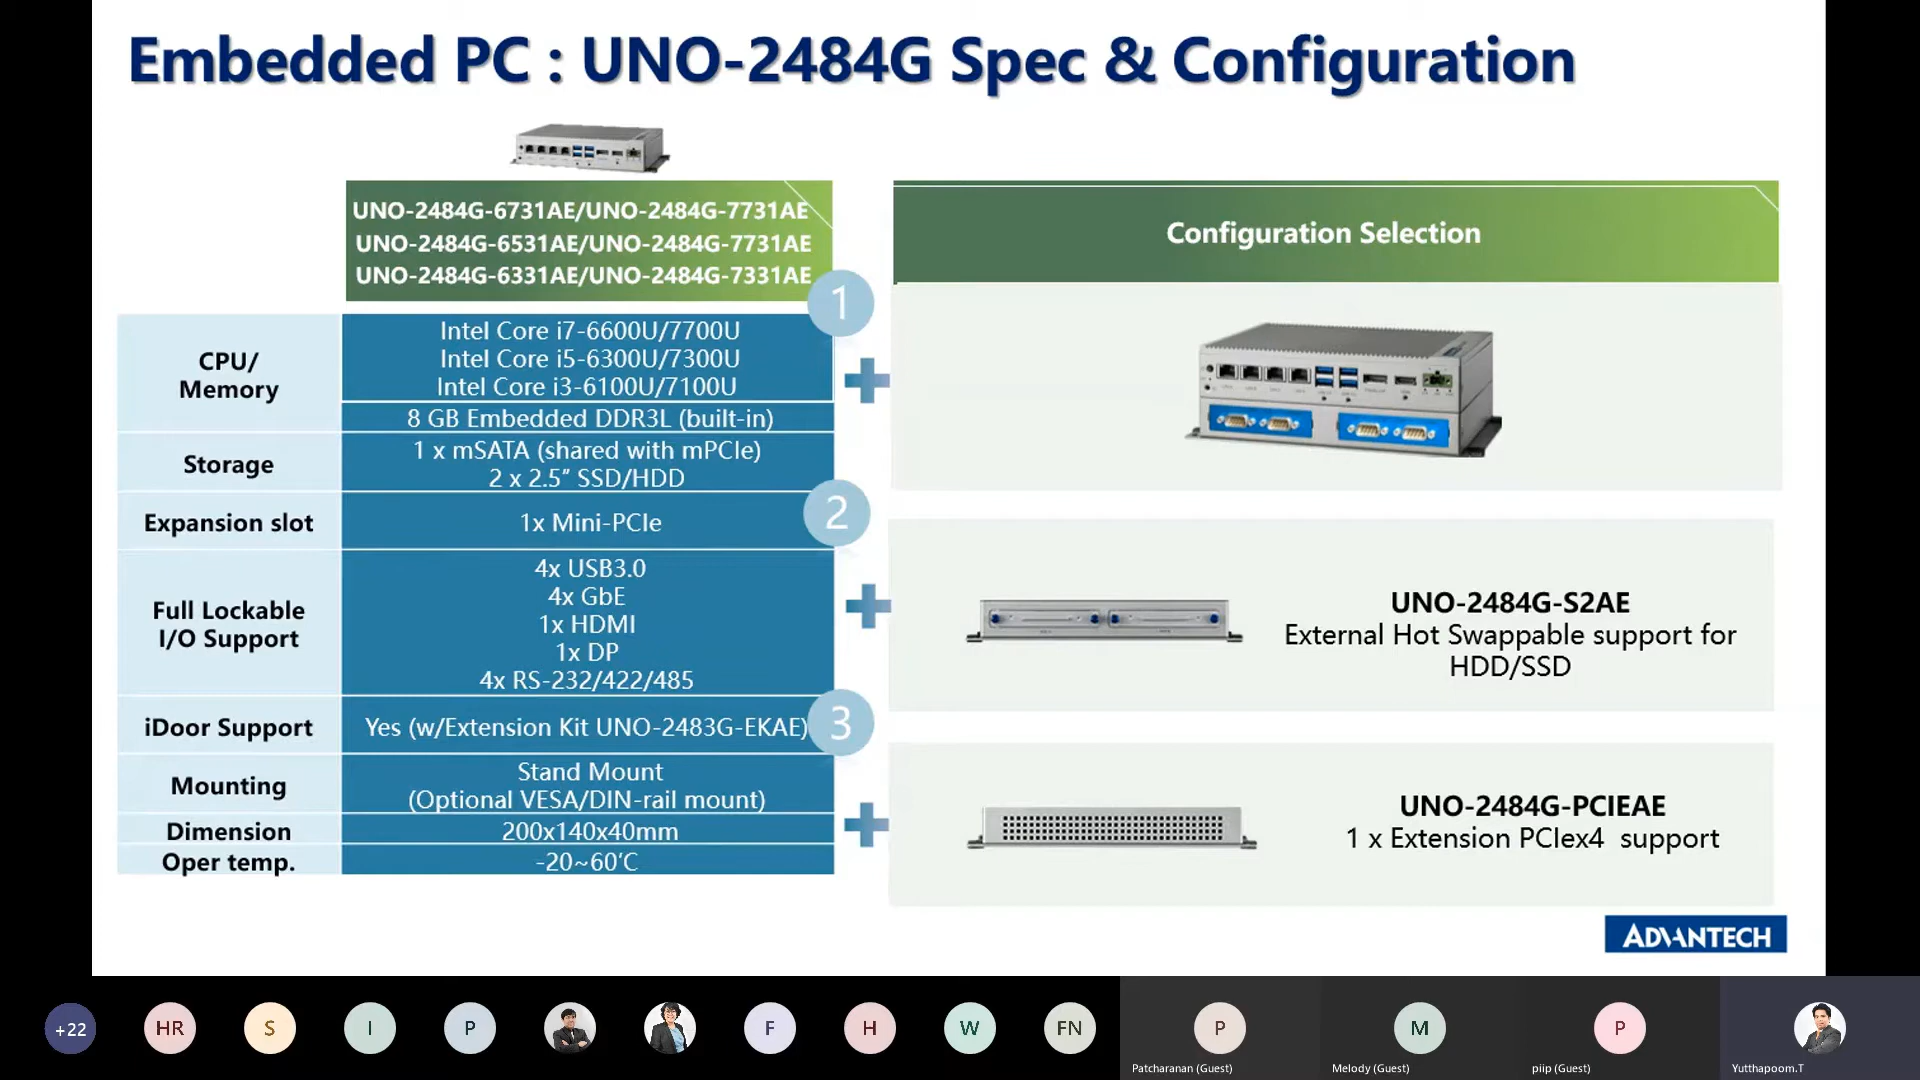 Embedded PC : UNO-2484G Spec & Configuration
UNO-2484G-6731AE/UNO-2484G-7731AE
UNO-2484G-6531AE/UNO-2484G-7731AE
UNO-2484G-6331AE/UNO-2484G-7331AE
1
CPU/
Memory
Intel Core i7-6600U/7700U
Intel Core i5-6300U/7300U
Intel Core i3-6100U/7100U
8 GB Embedded DDR3L (built-in)
Storage
1 x mSATA (shared with mPCIe)
2 x 2.5” SSD/HDD
2
Expansion slot
1x Mini-PCIe
Full Lockable
I/O Support
4x USB3.0
4x GbE
1x HDMI
1x DP
4x RS-232/422/485
3
iDoor Support
Yes (w/Extension Kit UNO-2483G-EKAE)
Mounting
Stand Mount
(Optional VESA/DIN-rail mount)
Dimension
200x140x40mm
Oper temp.
-20~60’C
Configuration Selection
UNO-2484G-S2AE
External Hot Swappable support for
HDD/SSD
UNO-2484G-PCIEAE
1 x Extension PCIex4 support
ADVANTECH
+22
HR
S
I
P
F
H
W
FN
P
M
P
Patcharanan (Guest)
Melody (Guest)
piip (Guest)
Yutthapoom.T